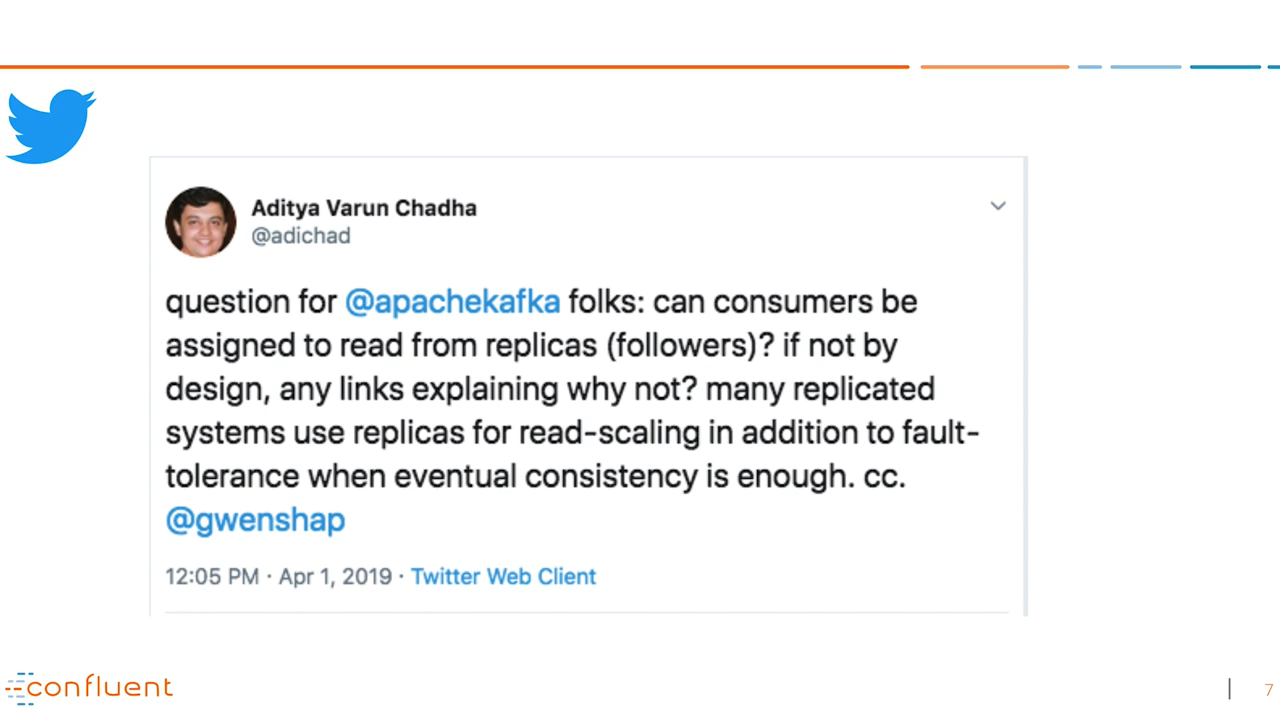 Aditya Varun Chadha
@adichad
question for @apachekafka folks: can consumers be
assigned to read from replicas (followers)? if not by
design, any links explaining why not? many replicated
systems use replicas for read-scaling in addition to fault-
tolerance when eventual consistency is enough. cc.
@gwenshap
12:05 PM · Apr 1, 2019 · Twitter Web Client
confluent
| 7